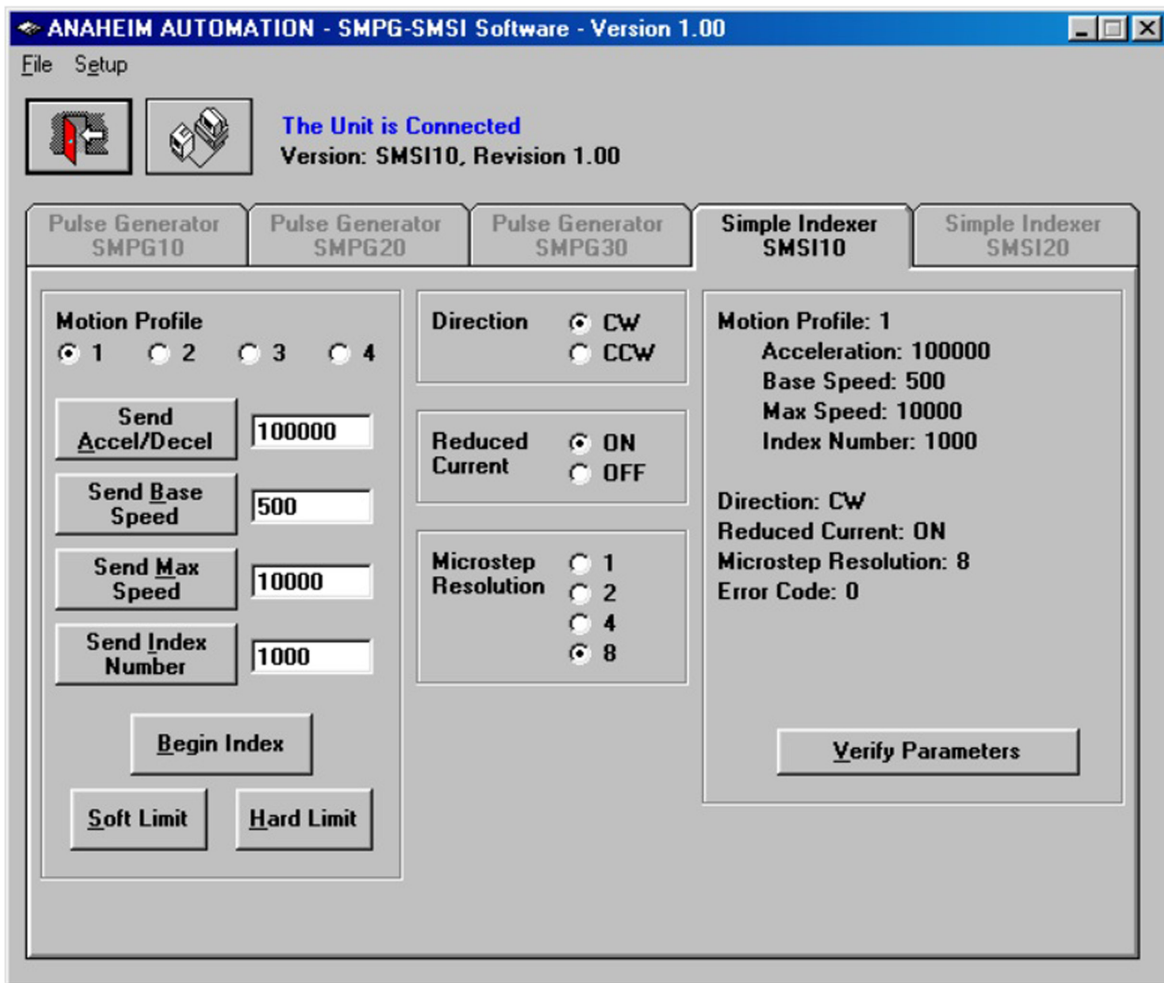 ANAHEIM AUTOMATION - SMPG-SMSI Software - Version 1.00
File Setup
The Unit is Connected
Version: SMSI10, Revision 1.00
Pulse Generator
SMPG10
Pulse Generator
SMPG20
Pulse Generator
SMPG30
Simple Indexer
SMSI10
Simple Indexer
SMSI20
Motion Profile
1 2 3 4
Send
Accel/Decel
100000
Send Base
Speed
500
Send Max
Speed
10000
Send Index
Number
1000
Begin Index
Soft Limit
Hard Limit
Direction
CW
CCW
Reduced
Current
ON
OFF
Microstep
Resolution
1
2
4
8
Motion Profile: 1
Acceleration: 100000
Base Speed: 500
Max Speed: 10000
Index Number: 1000
Direction: CW
Reduced Current: ON
Microstep Resolution: 8
Error Code: 0
Verify Parameters